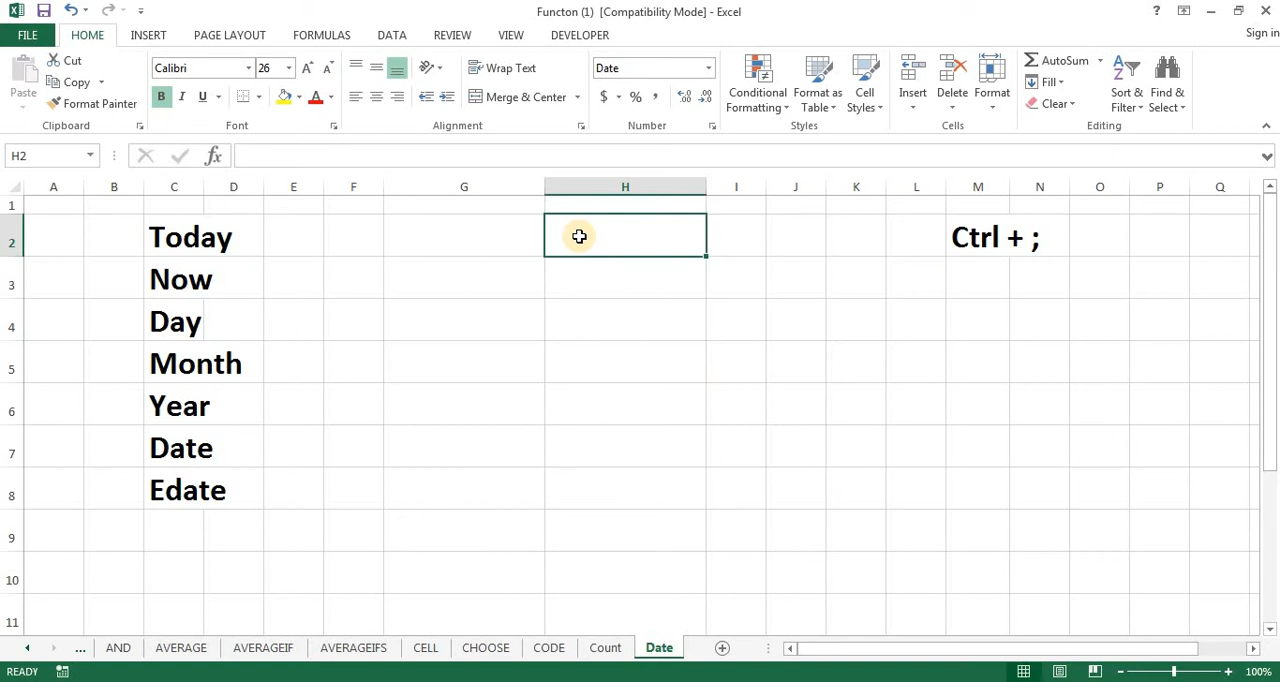 Functon (1) [Compatibility Mode] - Excel
?
Sign in
FILE HOME INSERT PAGE LAYOUT FORMULAS DATA REVIEW VIEW DEVELOPER
Paste
Cut
Copy
Format Painter
Clipboard
Calibri 26
B I U
Font
Wrap Text
Merge & Center
Alignment
Date
$ % ,
Number
Conditional Formatting
Format as Table
Cell Styles
Styles
Insert Delete Format
Cells
AutoSum
Fill
Clear
Sort & Filter
Find & Select
Editing
H2
fx
A B C D E F G H I J K L M N O P Q
1
2 Today Ctrl + ;
3 Now
4 Day
5 Month
6 Year
7 Date
8 Edate
9
10
11
... AND AVERAGE AVERAGEIF AVERAGEIFS CELL CHOOSE CODE Count Date
READY 100%